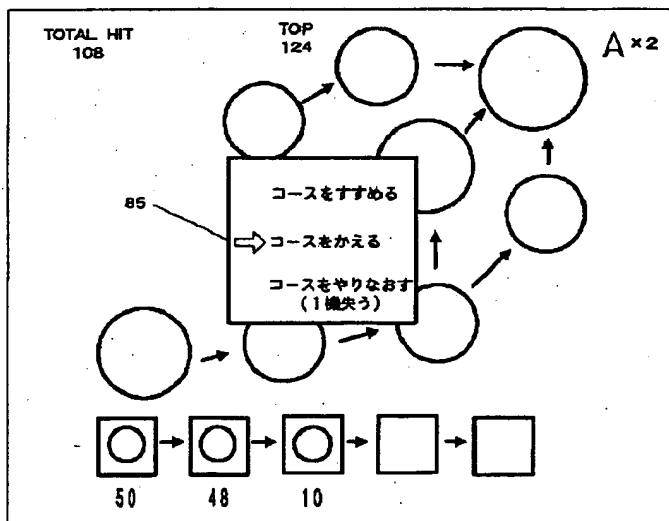 TOTAL HIT
108
TOP
124
A×2
85
コースをすすめる
コースをかえる
コースをやりなおす
(1機失う)
50
48
10